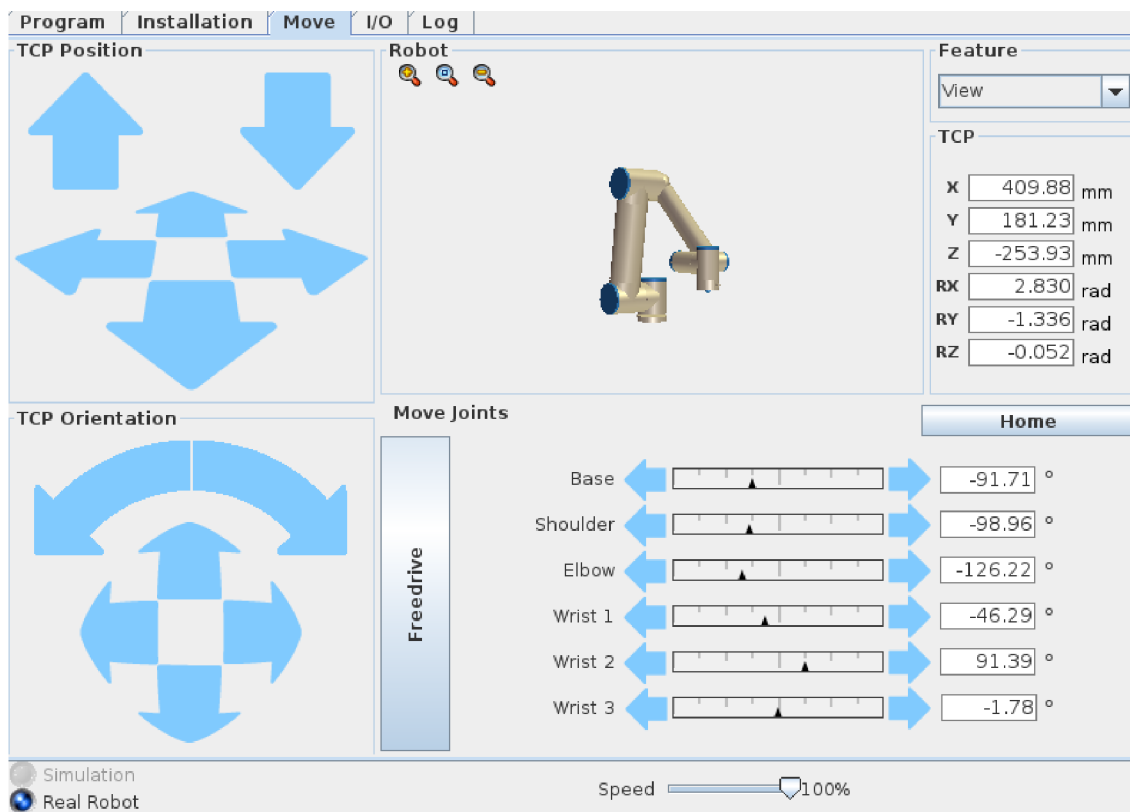 Program Installation Move I/O Log
TCP Position
Robot
Feature
View
TCP
X 409.88 mm
Y 181.23 mm
Z -253.93 mm
RX 2.830 rad
RY -1.336 rad
RZ -0.052 rad
TCP Orientation
Move Joints
Home
Freedrive
Base -91.71 °
Shoulder -98.96 °
Elbow -126.22 °
Wrist 1 -46.29 °
Wrist 2 91.39 °
Wrist 3 -1.78 °
Simulation
Real Robot
Speed 100%